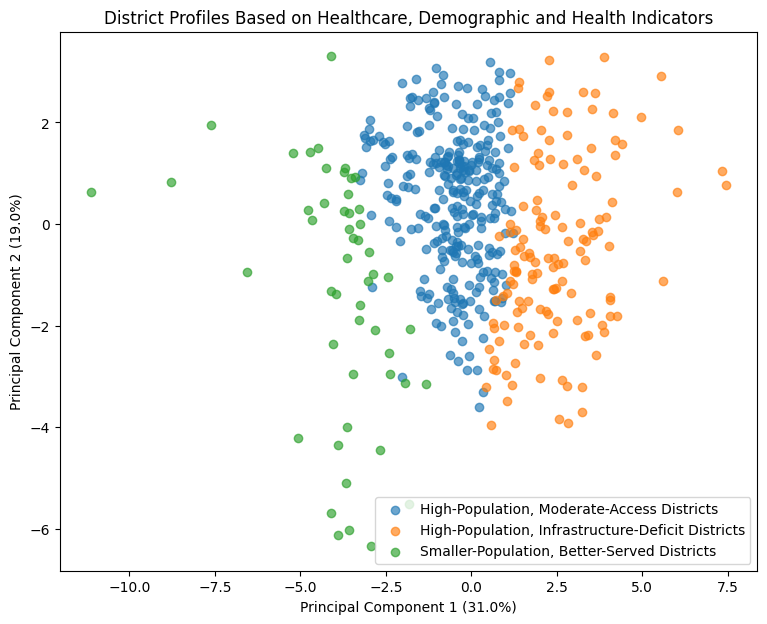 District Profiles Based on Healthcare, Demographic and Health Indicators
Principal Component 2 (19.0%)
2
0
−2
−4
−6
High-Population, Moderate-Access Districts
High-Population, Infrastructure-Deficit Districts
Smaller-Population, Better-Served Districts
−10.0 −7.5 −5.0 −2.5 0.0 2.5 5.0 7.5
Principal Component 1 (31.0%)